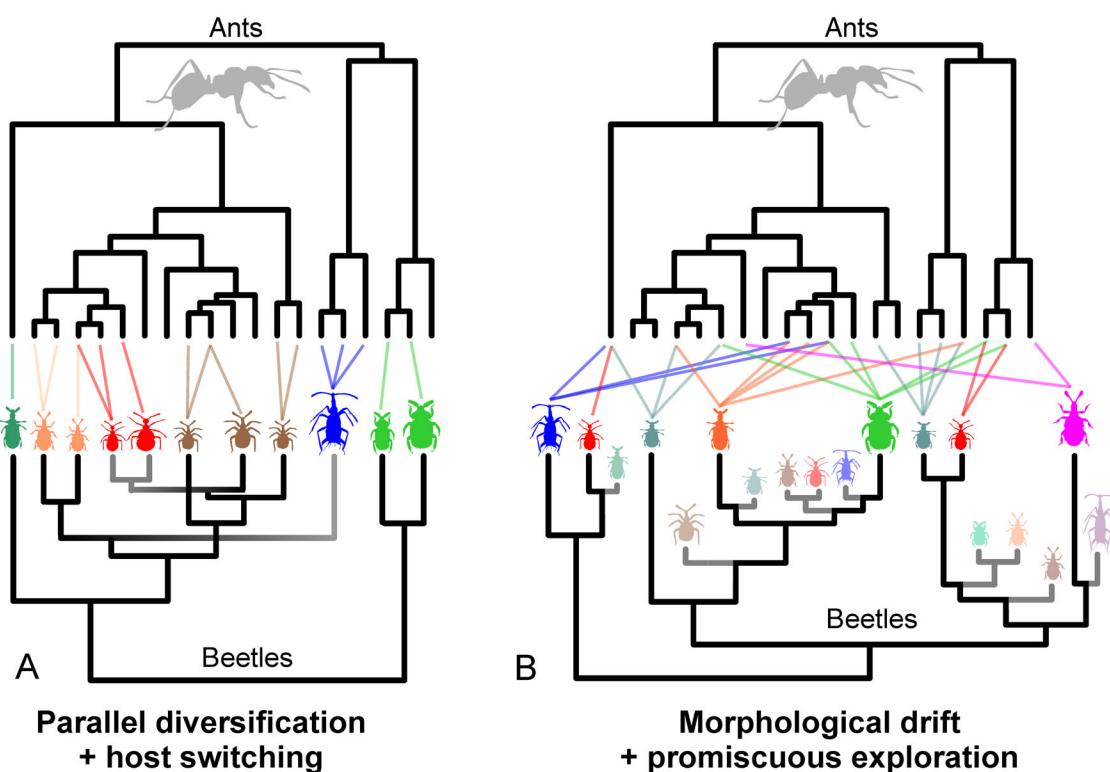 Ants
Ants
Beetles
Beetles
A
B
Parallel diversification
+ host switching
Morphological drift
+ promiscuous exploration